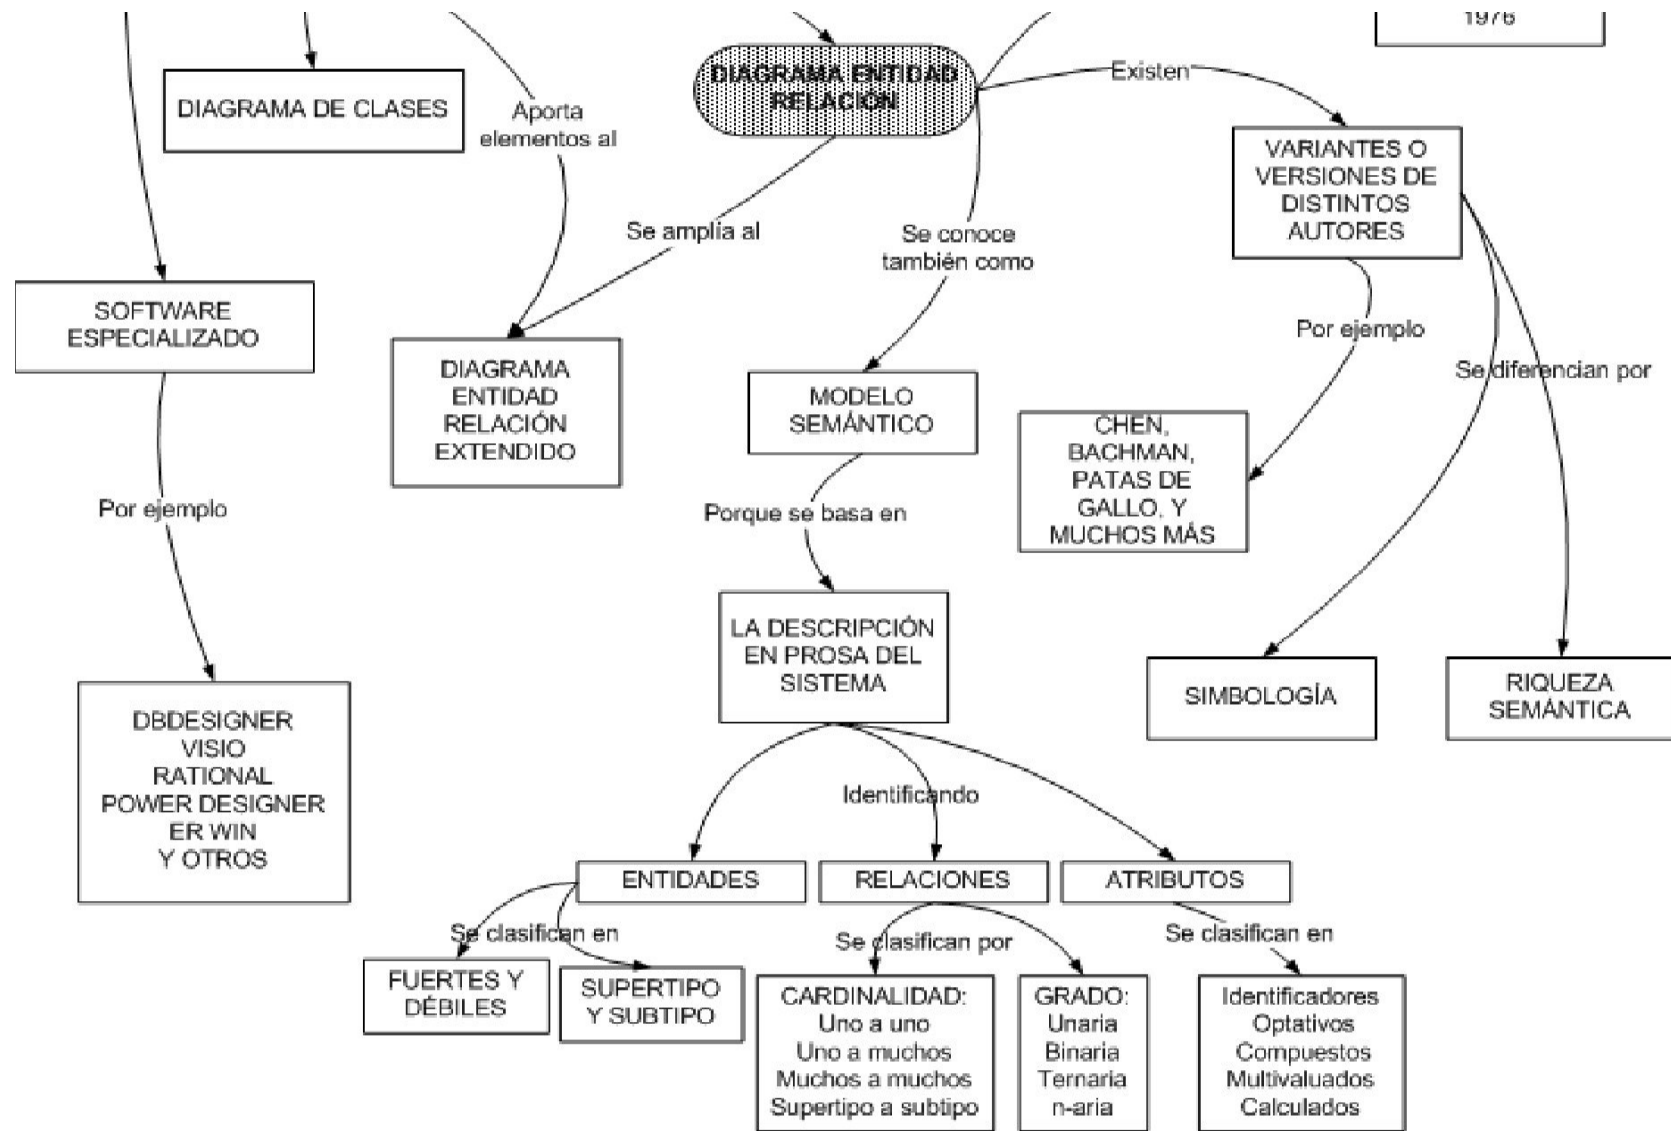 1976
DIAGRAMA ENTIDAD
RELACIÓN
Existen
DIAGRAMA DE CLASES
Aporta
elementos al
VARIANTES O
VERSIONES DE
DISTINTOS
AUTORES
Se amplía al
Se conoce
también como
SOFTWARE
ESPECIALIZADO
Por ejemplo
DIAGRAMA
ENTIDAD
RELACIÓN
EXTENDIDO
MODELO
SEMÁNTICO
Se diferencian por
CHEN,
BACHMAN,
PATAS DE
GALLO, Y
MUCHOS MÁS
Por ejemplo
Porque se basa en
LA DESCRIPCIÓN
EN PROSA DEL
SISTEMA
SIMBOLOGÍA
RIQUEZA
SEMÁNTICA
DBDESIGNER
VISIO
RATIONAL
POWER DESIGNER
ER WIN
Y OTROS
Identificando
ENTIDADES
RELACIONES
ATRIBUTOS
Se clasifican en
Se clasifican por
Se clasifican en
FUERTES Y
DÉBILES
SUPERTIPO
Y SUBTIPO
CARDINALIDAD:
Uno a uno
Uno a muchos
Muchos a muchos
Supertipo a subtipo
GRADO:
Unaria
Binaria
Ternaria
n-aria
Identificadores
Optativos
Compuestos
Multivaluados
Calculados